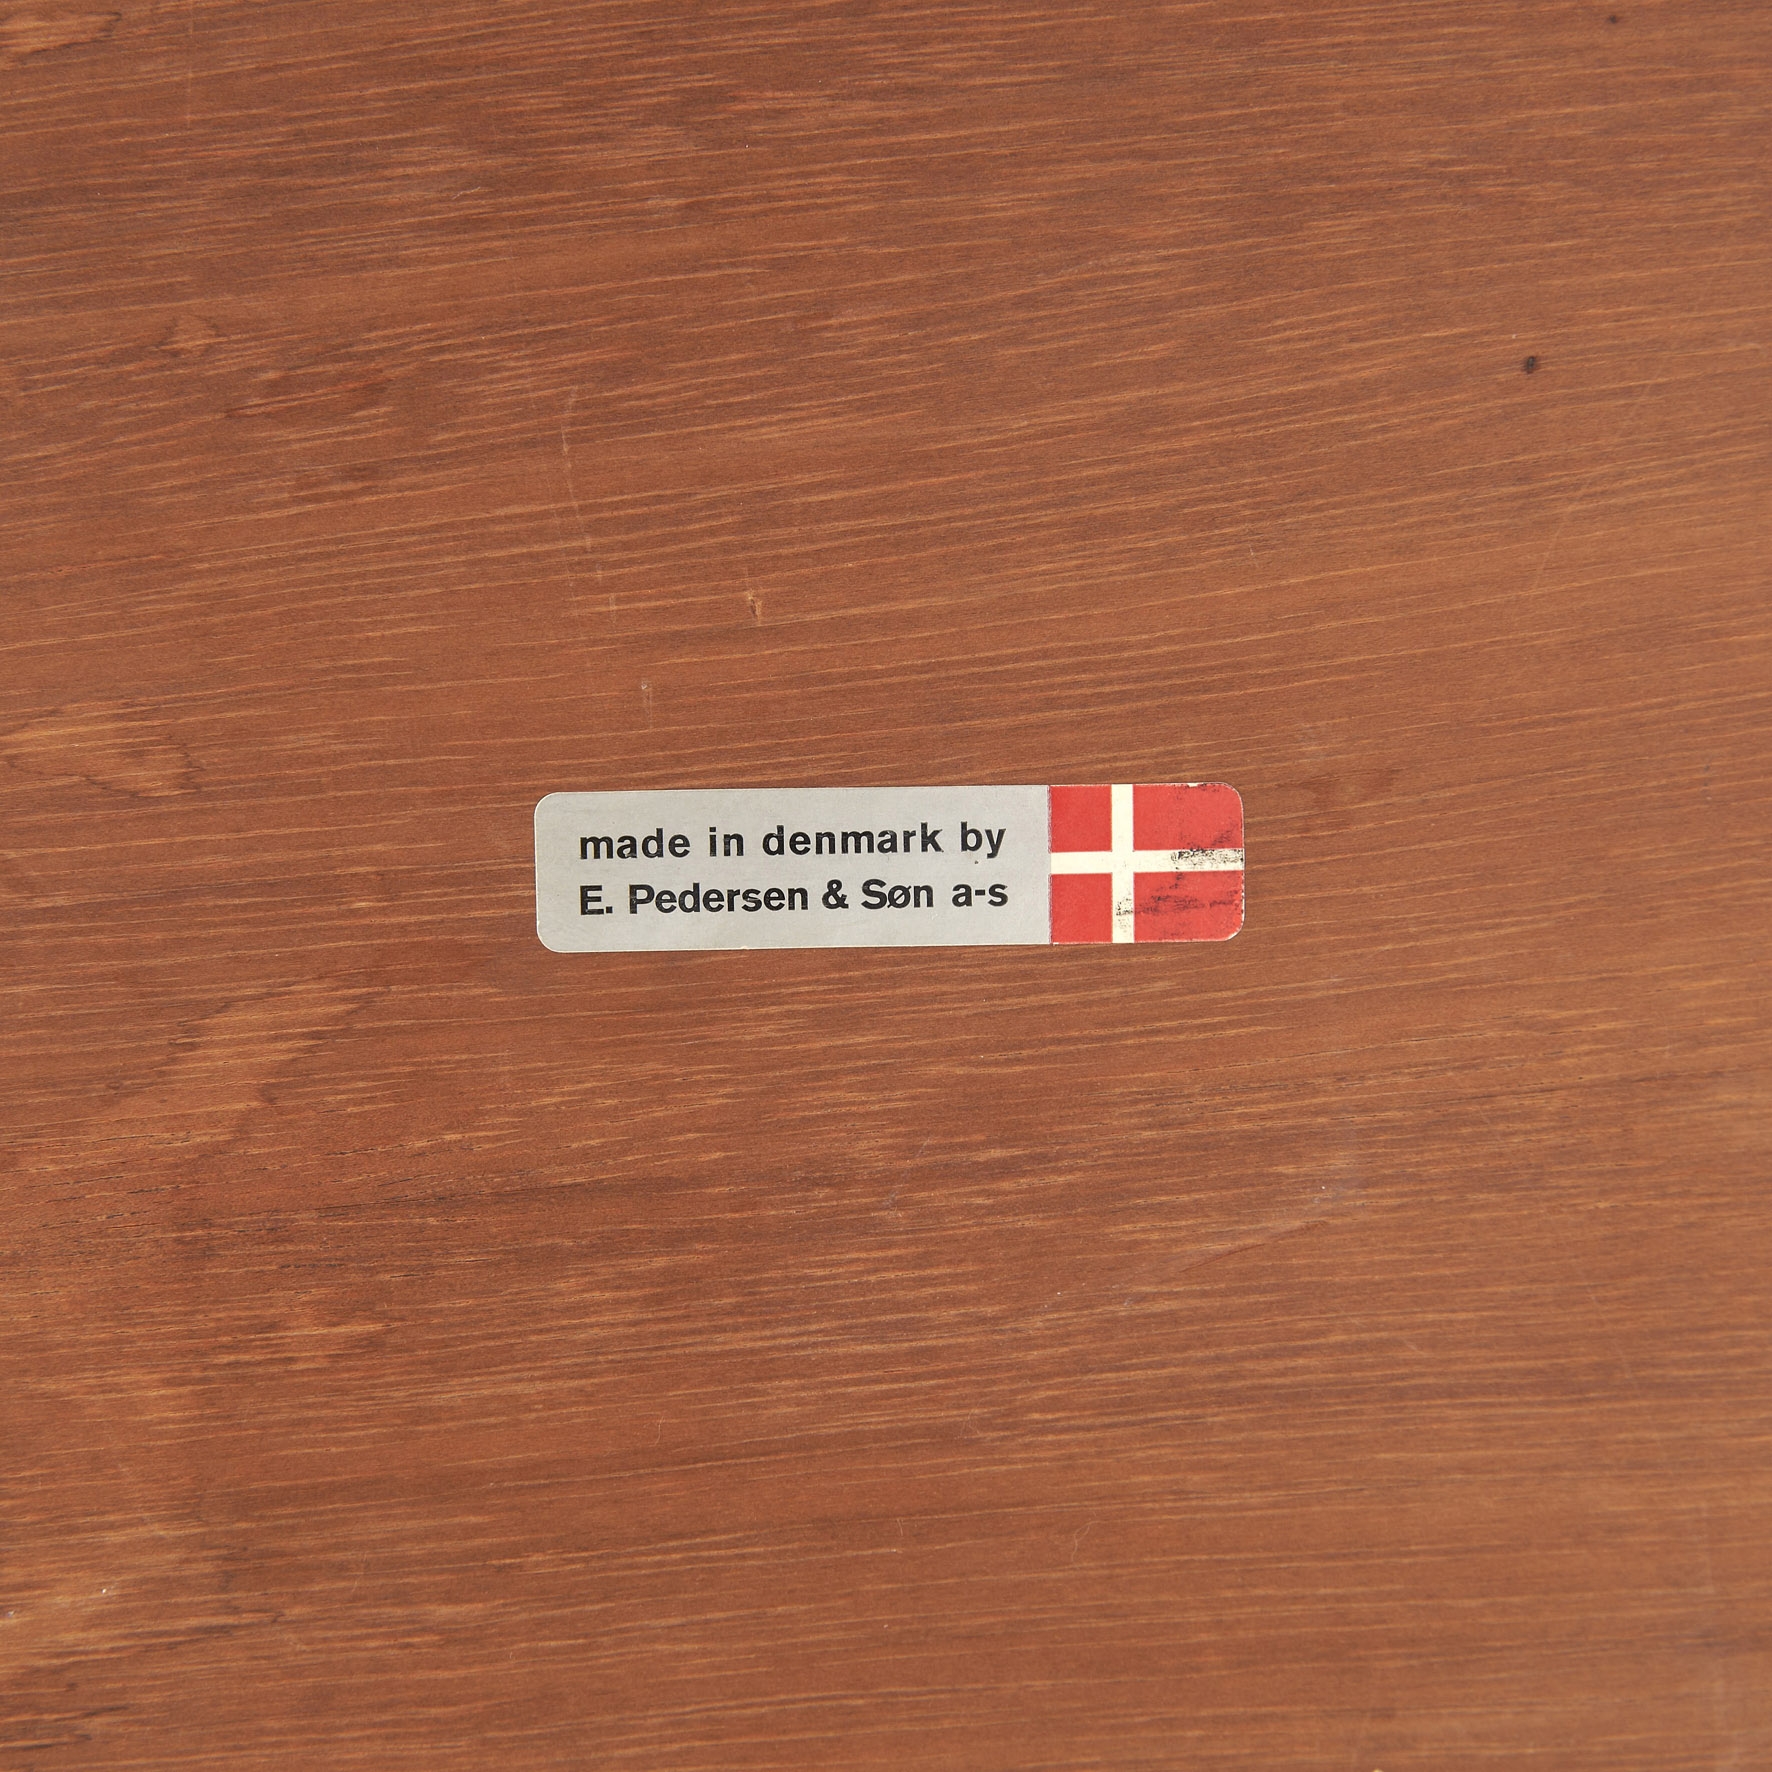 made in denmark by
E. Pedersen & Søn a-s